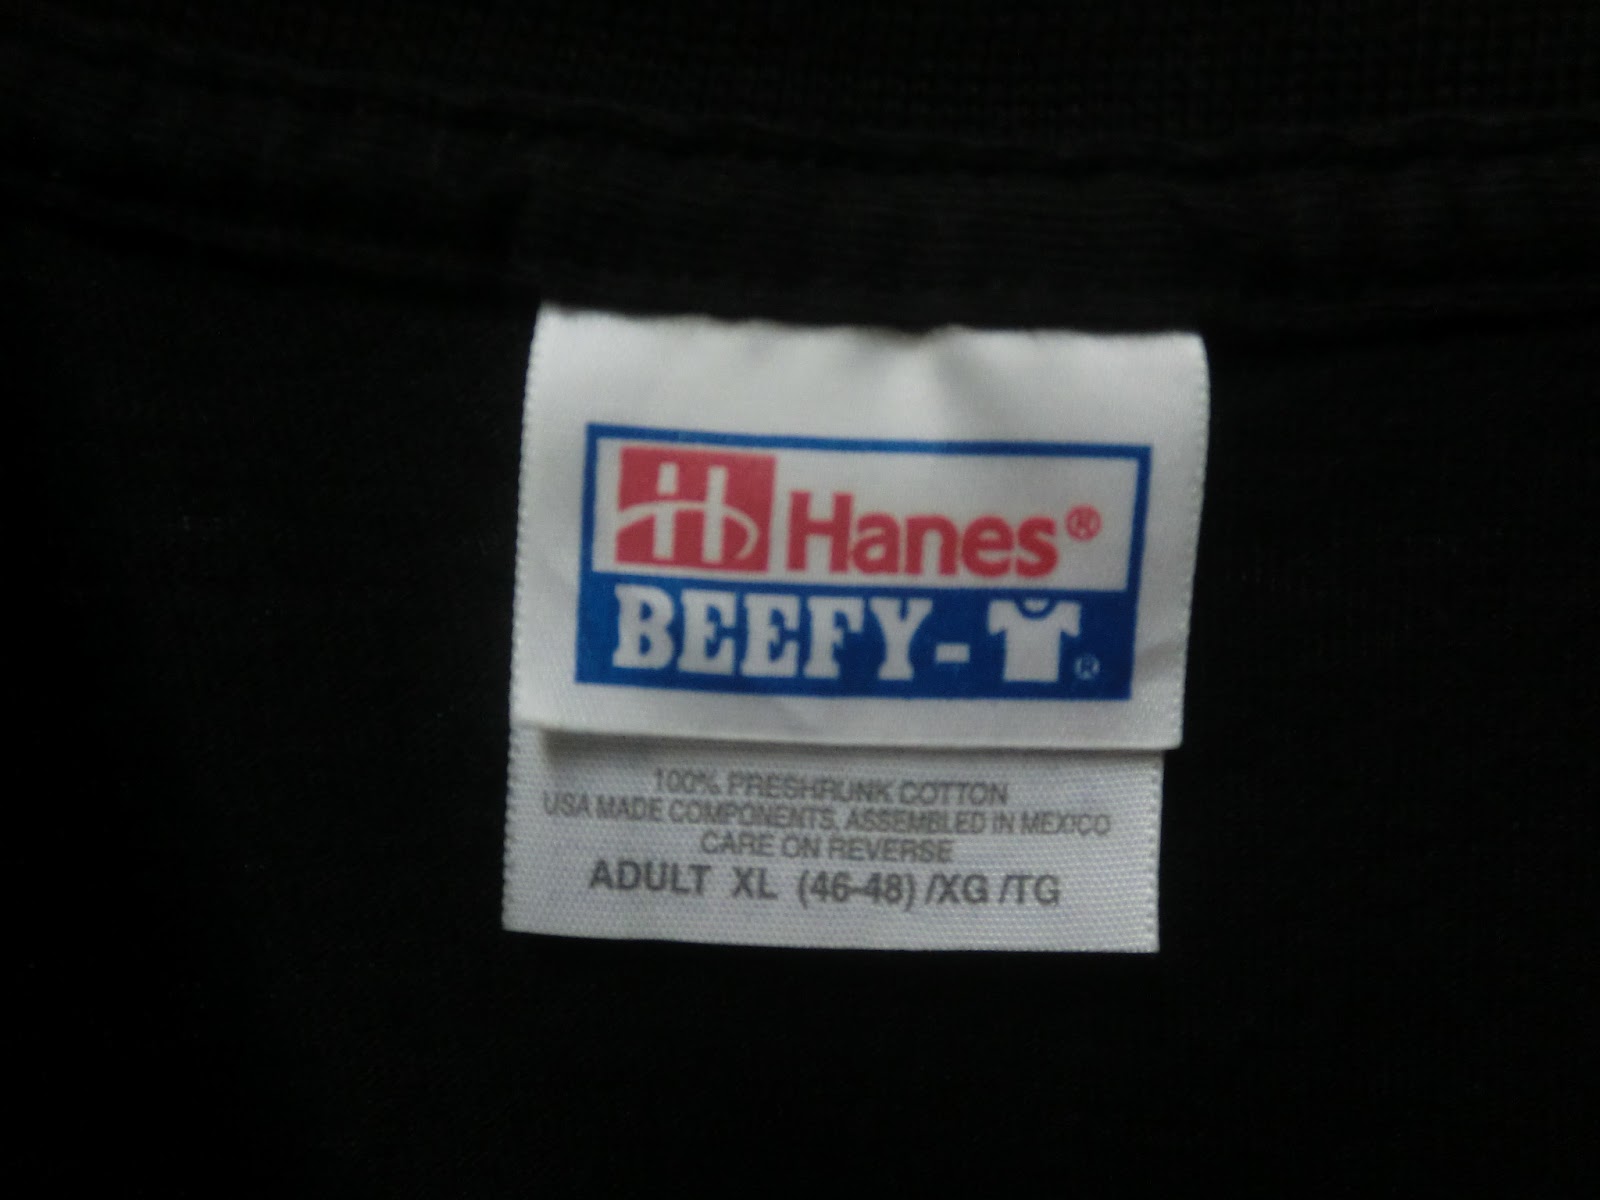 H Hanes®
BEEFY-T®
100% PRESHRUNK COTTON
USA MADE COMPONENTS, ASSEMBLED IN MEXICO
CARE ON REVERSE
ADULT XL (46-48) /XG /TG